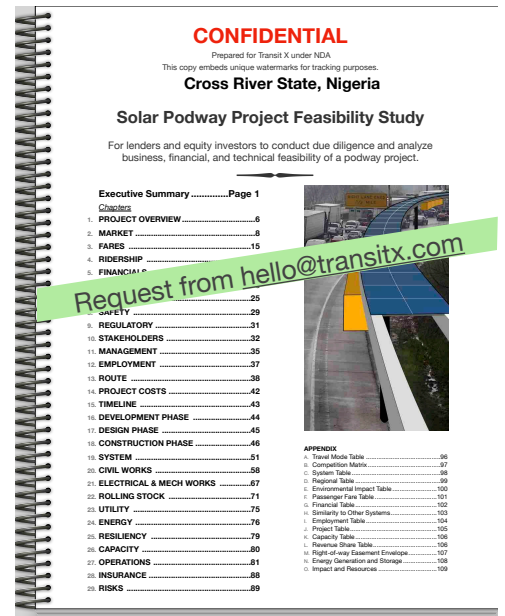 CONFIDENTIAL
Prepared for Transit X under NDA
This copy embeds unique watermarks for tracking purposes.
Cross River State, Nigeria
Solar Podway Project Feasibility Study
For lenders and equity investors to conduct due diligence and analyze
business, financial, and technical feasibility of a podway project.
Executive Summary ..............Page 1
Chapters
1. PROJECT OVERVIEW ...................................6
2. MARKET ...................................8
3. FARES ...................................15
4. RIDERSHIP
5. FINANCIALS
25
8. SAFETY ...................................29
9. REGULATORY ...................................31
10. STAKEHOLDERS ...................................32
11. MANAGEMENT ...................................35
12. EMPLOYMENT ...................................37
13. ROUTE ...................................38
14. PROJECT COSTS ...................................42
15. TIMELINE ...................................43
16. DEVELOPMENT PHASE ...................................44
17. DESIGN PHASE ...................................45
18. CONSTRUCTION PHASE ...................................46
19. SYSTEM ...................................51
20. CIVIL WORKS ...................................58
21. ELECTRICAL & MECH WORKS ..............67
22. ROLLING STOCK ...................................71
23. UTILITY ...................................75
24. ENERGY ...................................76
25. RESILIENCY ...................................79
26. CAPACITY ...................................80
27. OPERATIONS ...................................81
28. INSURANCE ...................................88
29. RISKS ...................................89
Request from hello@transitx.com
APPENDIX
A. Travel Mode Table ...................................96
B. Competition Matrix ...................................97
C. System Table ...................................98
D. Regional Table ...................................99
E. Environmental Impact Table ...................................100
F. Passenger Fare Table ...................................101
G. Financial Table ...................................102
H. Similarity to Other Systems ...................................103
I. Employment Table ...................................104
J. Project Table ...................................105
K. Capacity Table ...................................106
L. Revenue Share Table ...................................106
M. Right-of-way Easement Envelope ..............107
N. Energy Generation and Storage ..............108
O. Impact and Resources ...................................109